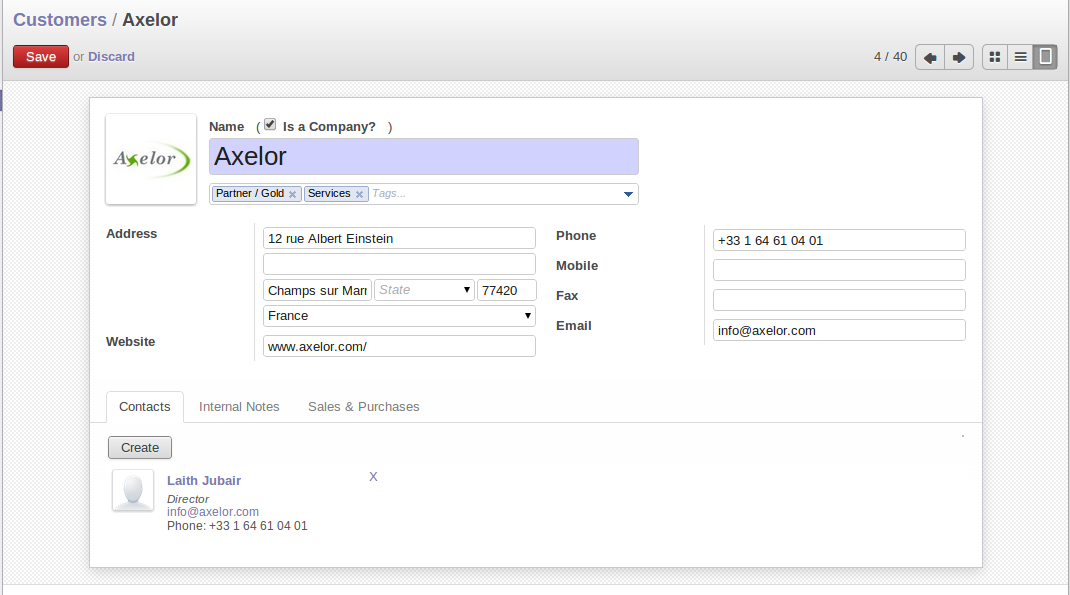 Customers / Axelor
Save or Discard
4 / 40
Axelor
Name ( Is a Company? )
Axelor
Partner / Gold x Services x Tags...
Address
12 rue Albert Einstein
Champs sur Marr State 77420
France
Website www.axelor.com/
Phone +33 1 64 61 04 01
Mobile
Fax
Email info@axelor.com
Contacts Internal Notes Sales & Purchases
Create
Laith Jubair X
Director
info@axelor.com
Phone: +33 1 64 61 04 01